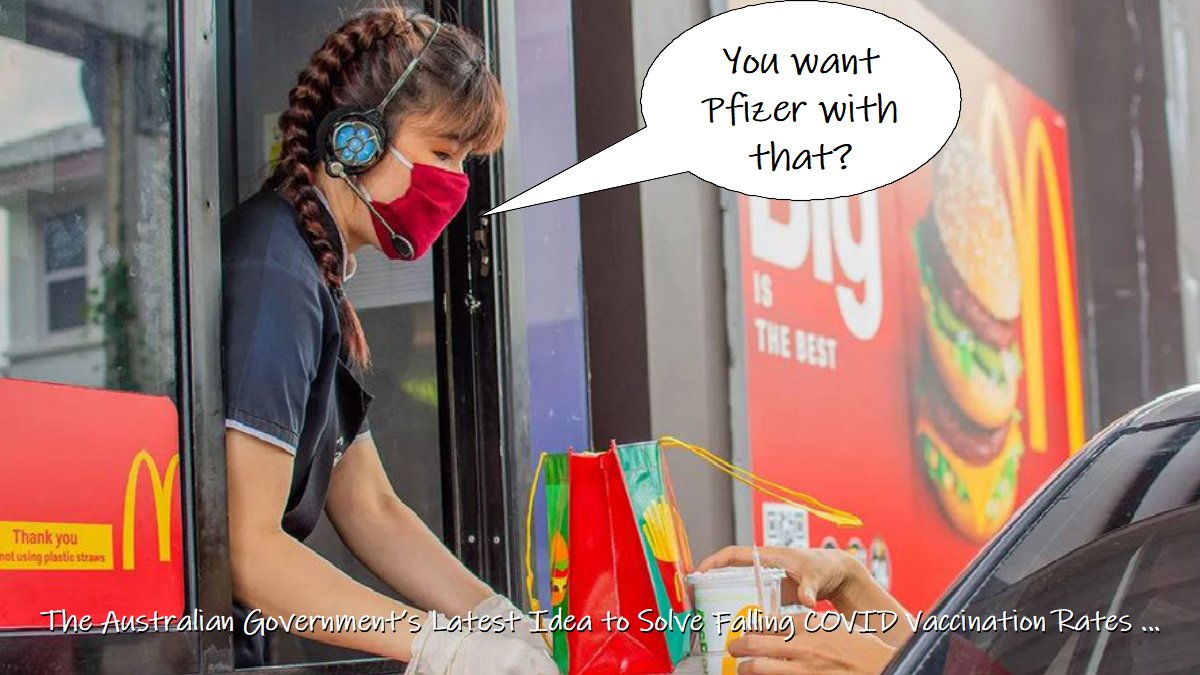 You want
Pfizer with
that?
Big
IS
THE BEST
Thank you
not using plastic straws
The Australian Government's Latest Idea to Solve Falling COVID Vaccination Rates ...